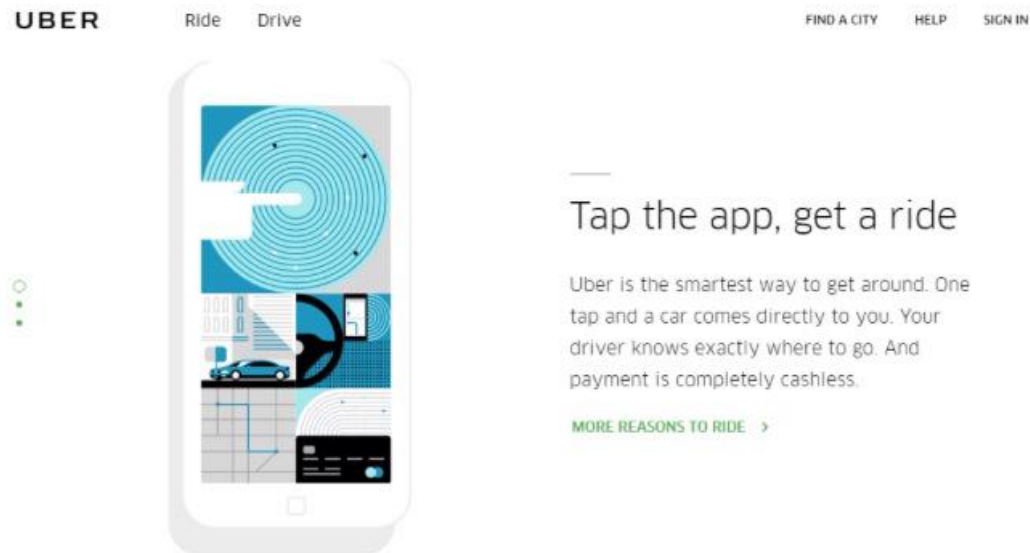 UBER
Ride
Drive
FIND A CITY
HELP
SIGN IN
Tap the app, get a ride
Uber is the smartest way to get around. One
tap and a car comes directly to you. Your
driver knows exactly where to go. And
payment is completely cashless.
MORE REASONS TO RIDE >